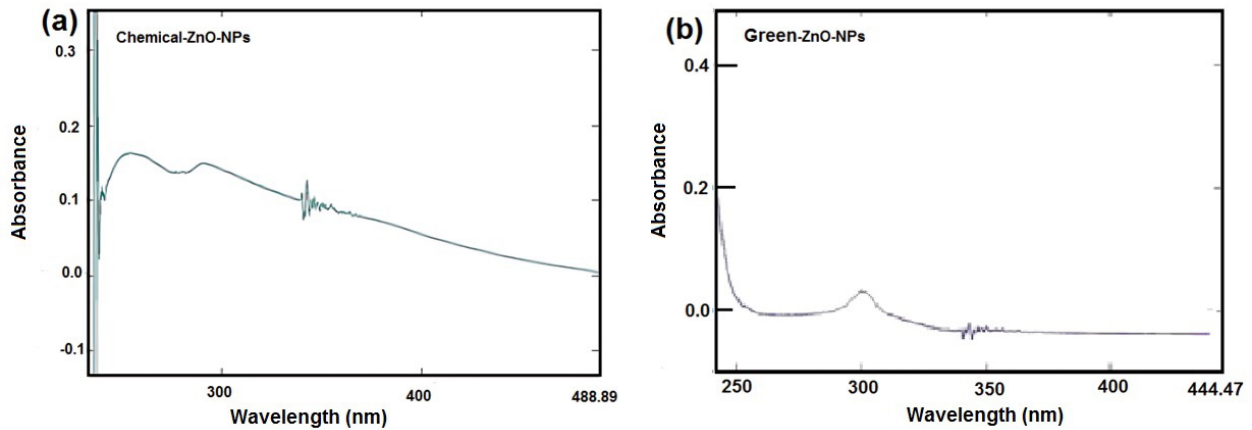 (a)
Chemical-ZnO-NPs
Absorbance
0.3
0.2
0.1
0.0
-0.1
300
400
488.89
Wavelength (nm)
(b)
Green-ZnO-NPs
Absorbance
0.4
0.2
0.0
250
300
350
400
444.47
Wavelength (nm)